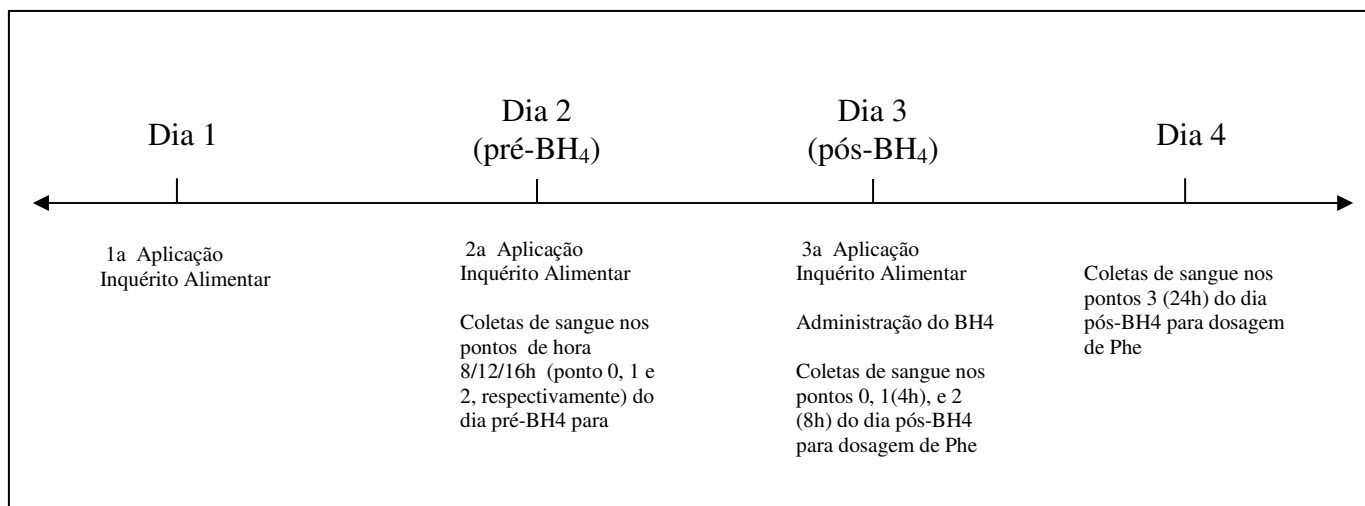 Dia 1
Dia 2
(pré-BH₄)
Dia 3
(pós-BH₄)
Dia 4
1a Aplicação
Inquérito Alimentar
2a Aplicação
Inquérito Alimentar
Coletas de sangue nos
pontos de hora
8/12/16h (ponto 0, 1 e
2, respectivamente) do
dia pré-BH4 para
3a Aplicação
Inquérito Alimentar
Administração do BH4
Coletas de sangue nos
pontos 0, 1(4h), e 2
(8h) do dia pós-BH4
para dosagem de Phe
Coletas de sangue nos
pontos 3 (24h) do dia
pós-BH4 para dosagem
de Phe